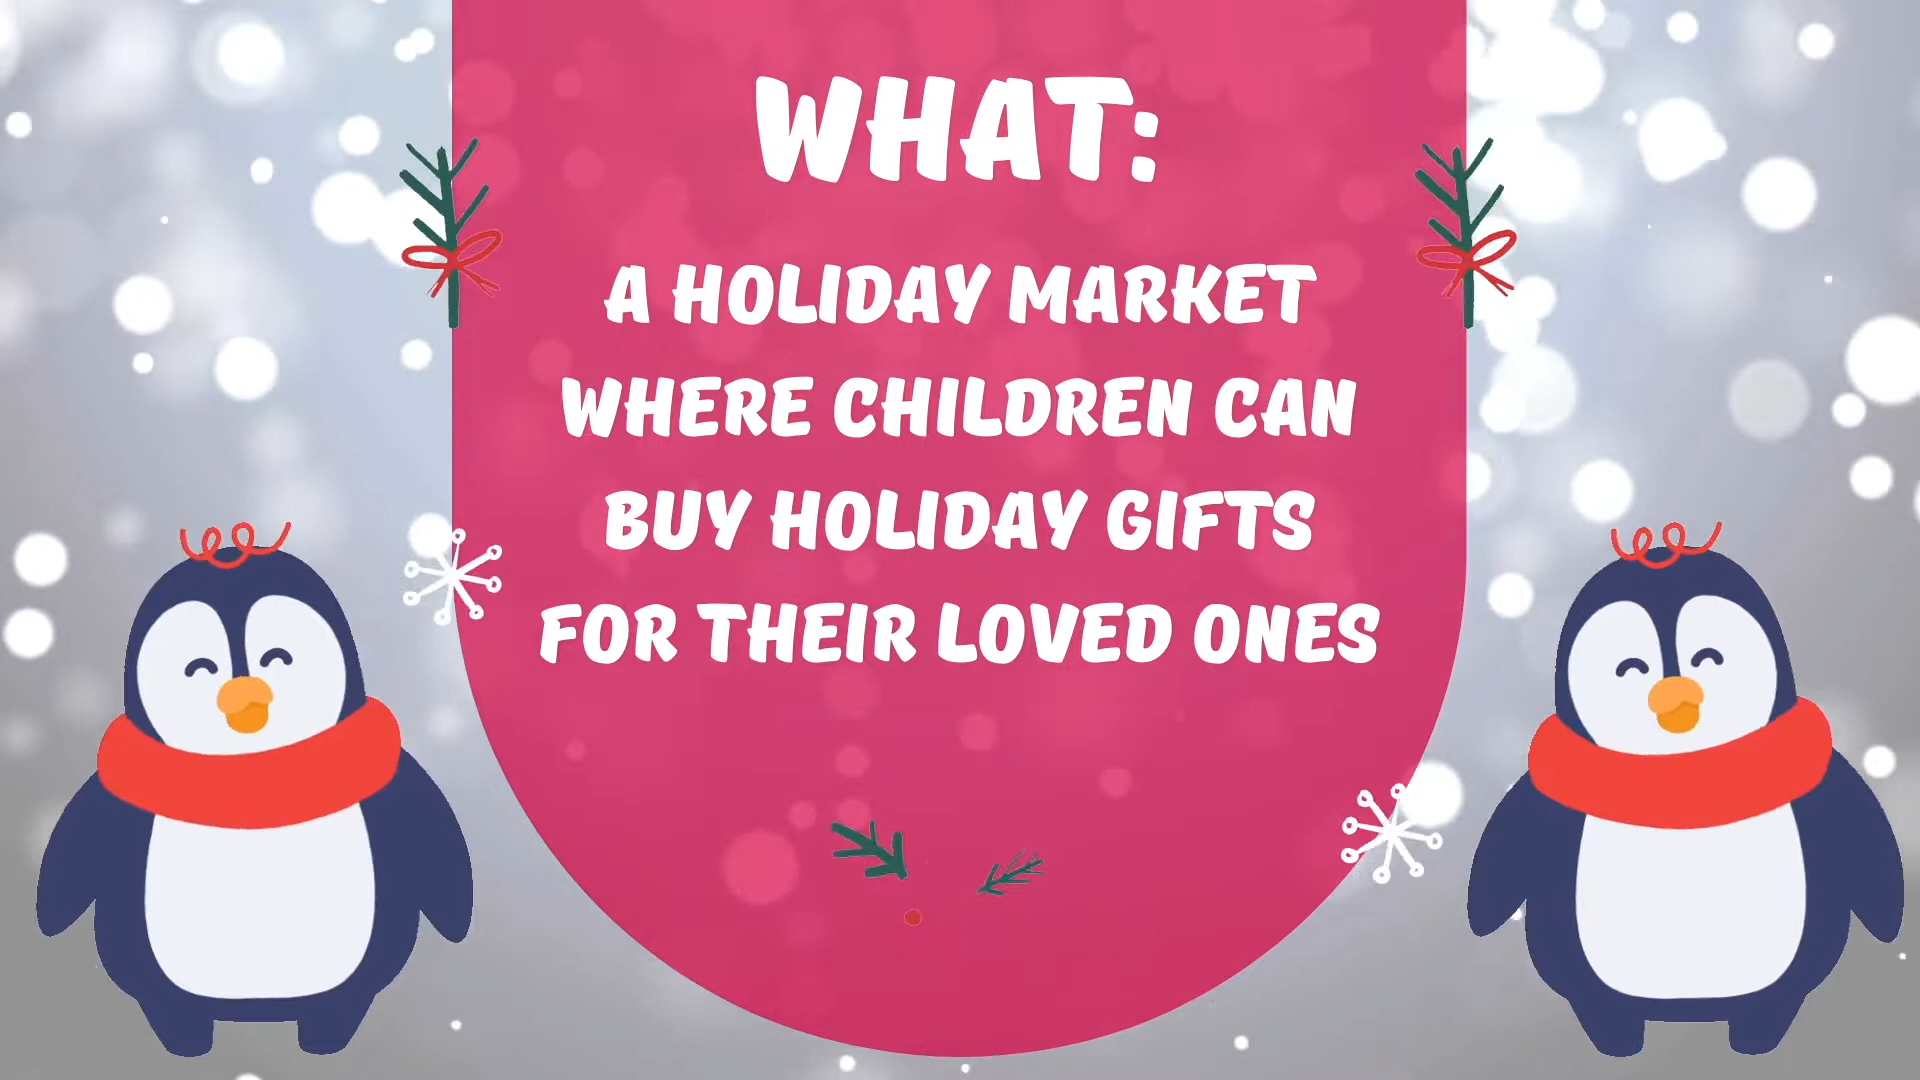 WHAT:
A HOLIDAY MARKET
WHERE CHILDREN CAN
BUY HOLIDAY GIFTS
FOR THEIR LOVED ONES